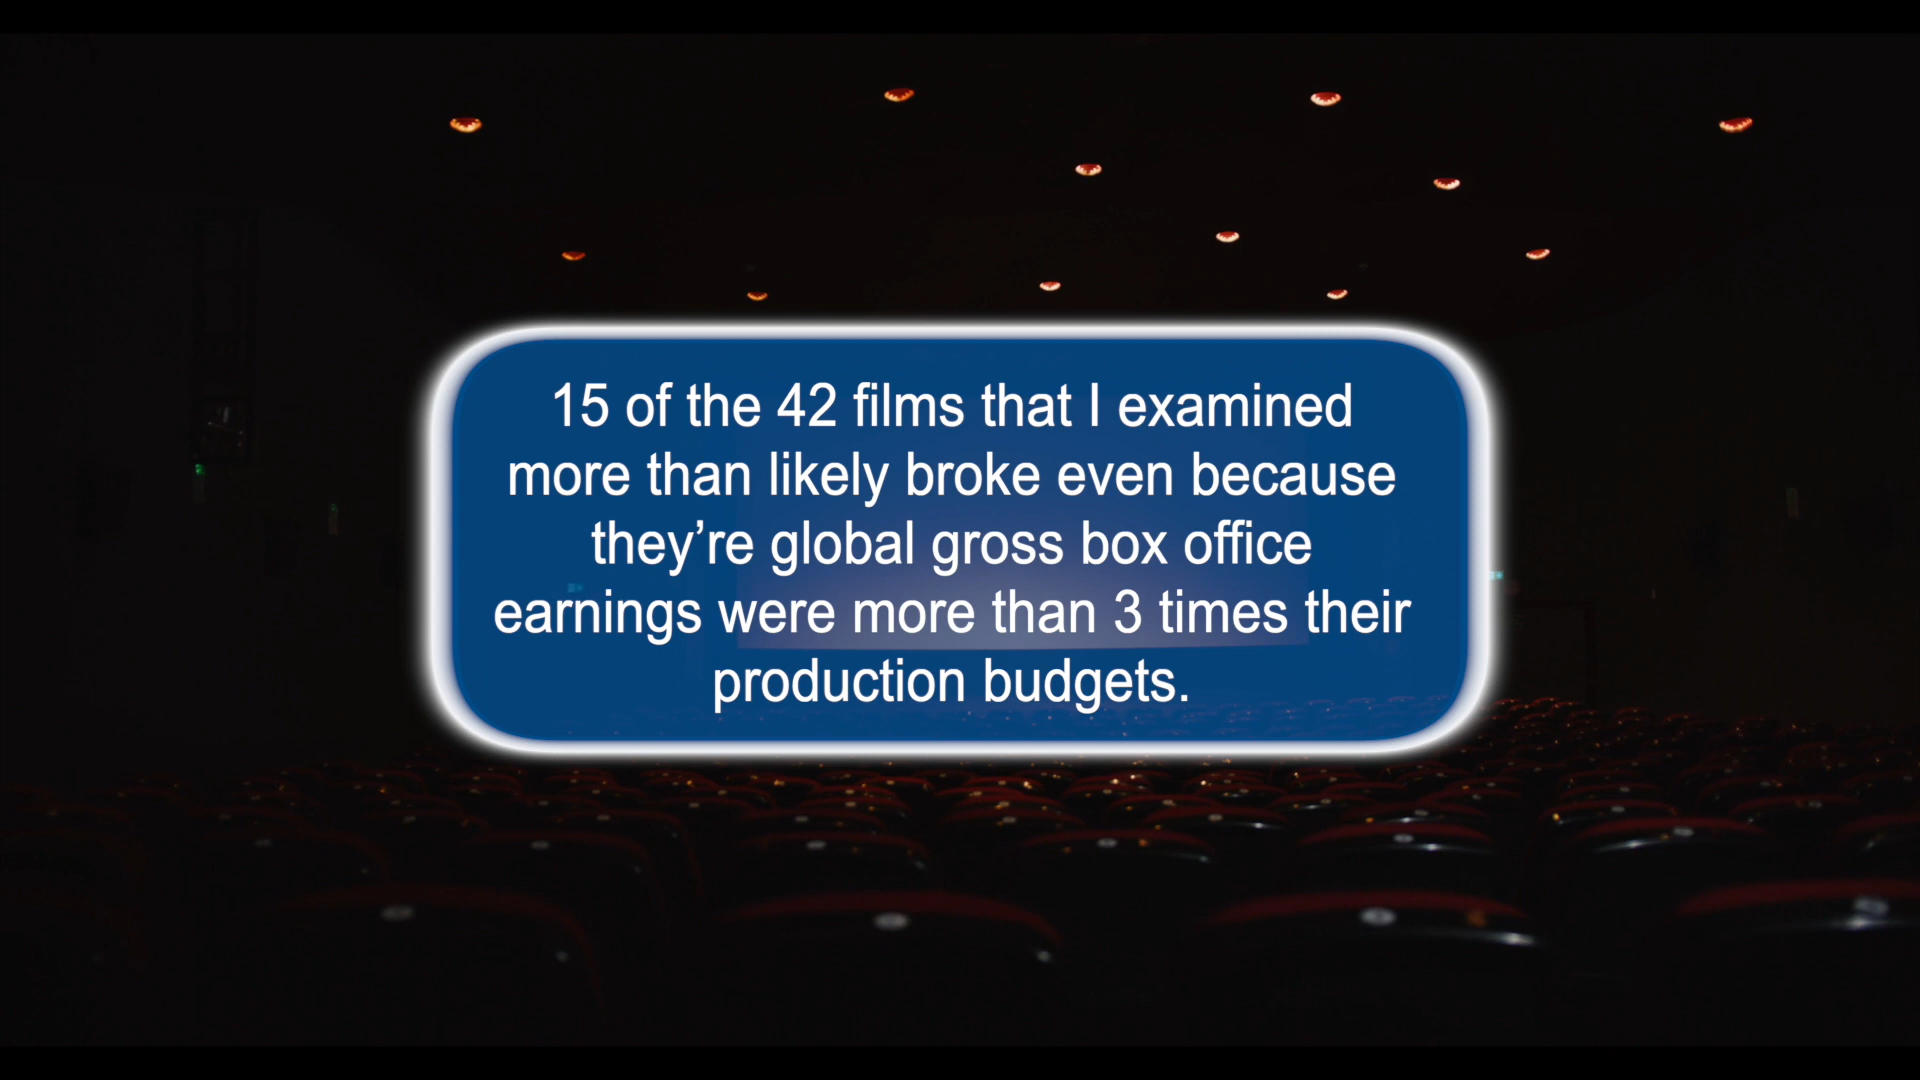 15 of the 42 films that I examined
more than likely broke even because
they’re global gross box office
earnings were more than 3 times their
production budgets.